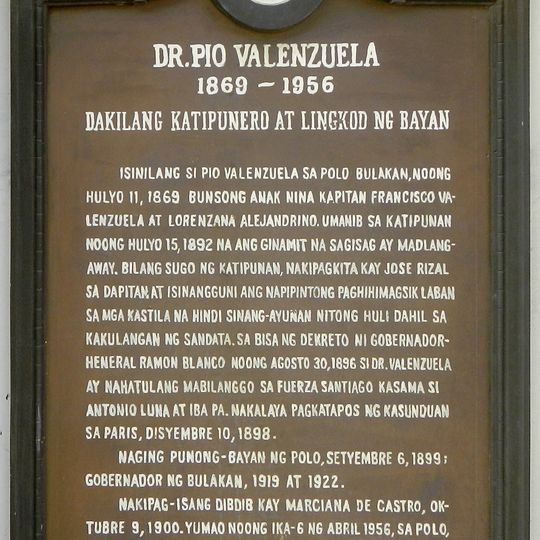 DR. PIO VALENZUELA
1869 – 1956
DAKILANG KATIPUNERO AT LINGKOD NG BAYAN
ISINILANG SI PIO VALENZUELA SA POLO BULAKAN, NOONG
HULYO 11, 1869 BUNSONG ANAK NINA KAPITAN FRANCISCO VA-
LENZUELA AT LORENZANA ALEJANDRINO. UMANIB SA KATIPUNAN
NOONG HULYO 15, 1892 NA ANG GINAMIT NA SAGISAG AY MADLANG-
AWAY. BILANG SUGO NG KATIPUNAN, NAKIPAGKITA KAY JOSE RIZAL
SA DAPITAN AT ISINANGGUNI ANG NAPIPINTONG PAGHIHIMAGSIK LABAN
SA MGA KASTILA NA HINDI SINANG-AYUNAN NITONG HULI DAHIL SA
KAKULANGAN NG SANDATA. SA BISA NG DEKRETO NI GOBERNADOR-
HENERAL RAMON BLANCO NOONG AGOSTO 30, 1896 SI DR. VALENZUELA
AY NAHATULANG MABILANGGO SA FUERZA SANTIAGO KASAMA SI
ANTONIO LUNA AT IBA PA. NAKALAYA PAGKATAPOS NG KASUNDUAN
SA PARIS, DISYEMBRE 10, 1898.
NAGING PUNONG-BAYAN NG POLO, SETYEMBRE 6, 1899;
GOBERNADOR NG BULAKAN, 1919 AT 1922.
NAKIPAG-ISANG DIBDIB KAY MARCIANA DE CASTRO, OK-
TUBRE 9, 1900. YUMAO NOONG IKA-6 NG ABRIL 1956, SA POLO,